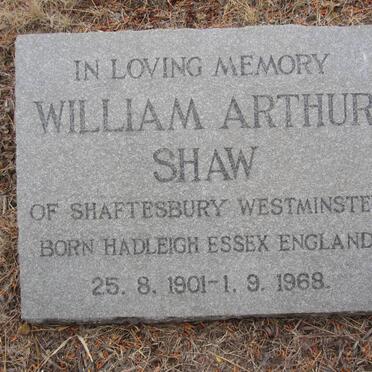 IN LOVING MEMORY
WILLIAM ARTHUR
SHAW
OF SHAFTESBURY WESTMINSTE
BORN HADLEIGH ESSEX ENGLAND
25. 8. 1901-1. 9. 1968.